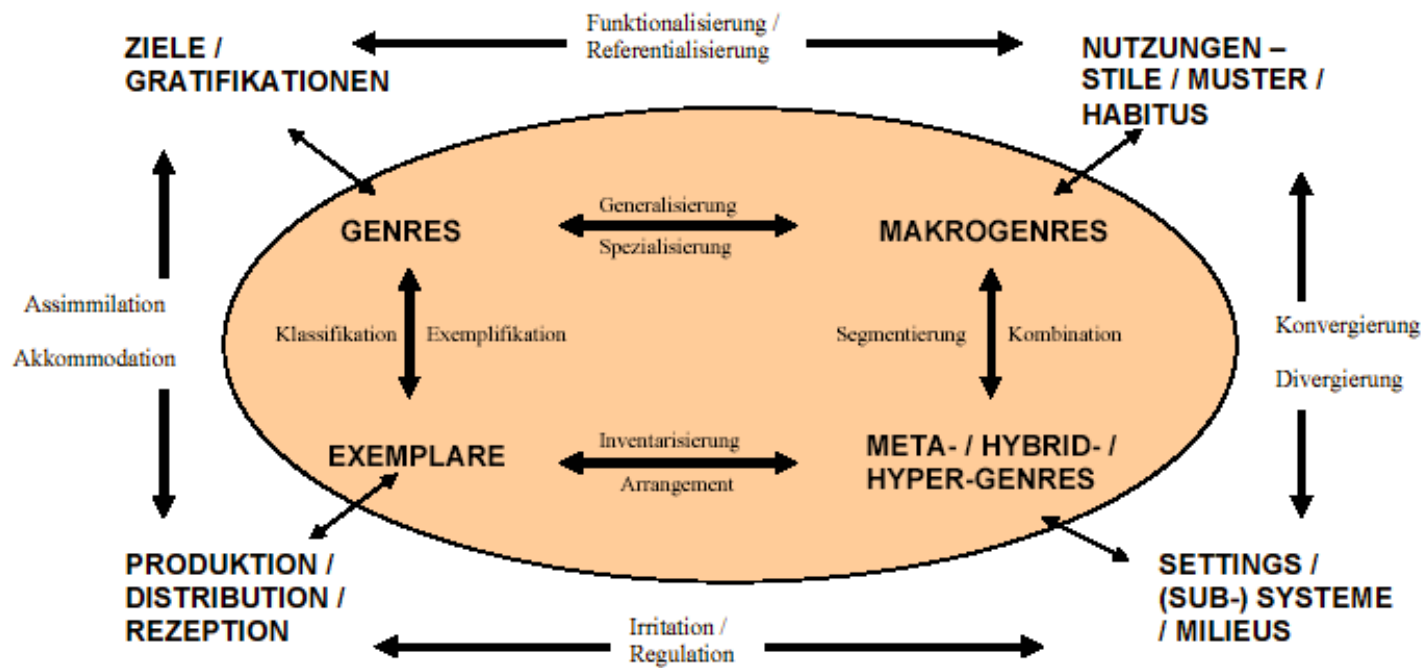 Funktionalisierung /
Referentialisierung
ZIELE /
GRATIFIKATIONEN
NUTZUNGEN –
STILE / MUSTER /
HABITUS
GENRES
Generalisierung
Spezialisierung
MAKROGENRES
Assimmilation
Akkommodation
Klassifikation
Exemplifikation
Segmentierung
Kombination
Konvergierung
Divergierung
EXEMPLARE
Inventarisierung
Arrangement
META- / HYBRID- /
HYPER-GENRES
PRODUKTION /
DISTRIBUTION /
REZEPTION
SETTINGS /
(SUB-) SYSTEME
/ MILIEUS
Irritation /
Regulation